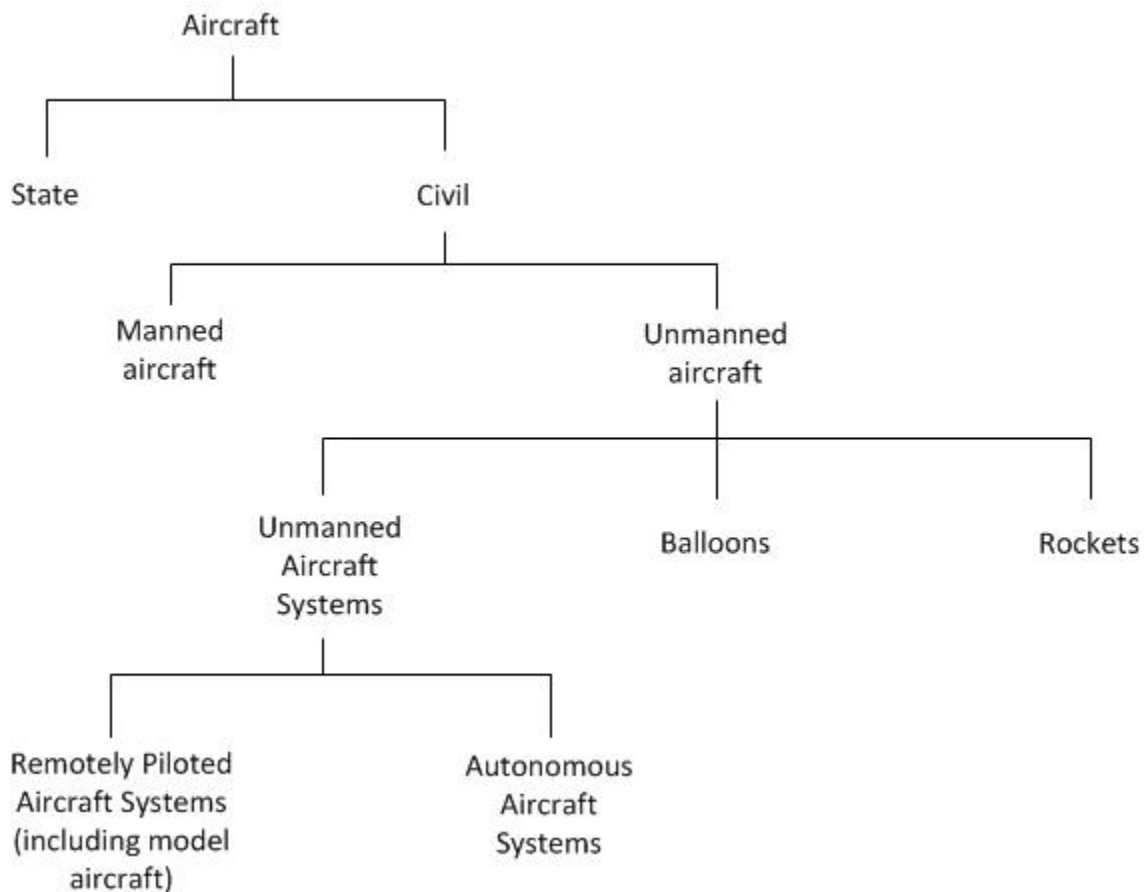 Aircraft
State
Civil
Manned
aircraft
Unmanned
aircraft
Unmanned
Aircraft
Systems
Balloons
Rockets
Remotely Piloted
Aircraft Systems
(including model
aircraft)
Autonomous
Aircraft
Systems